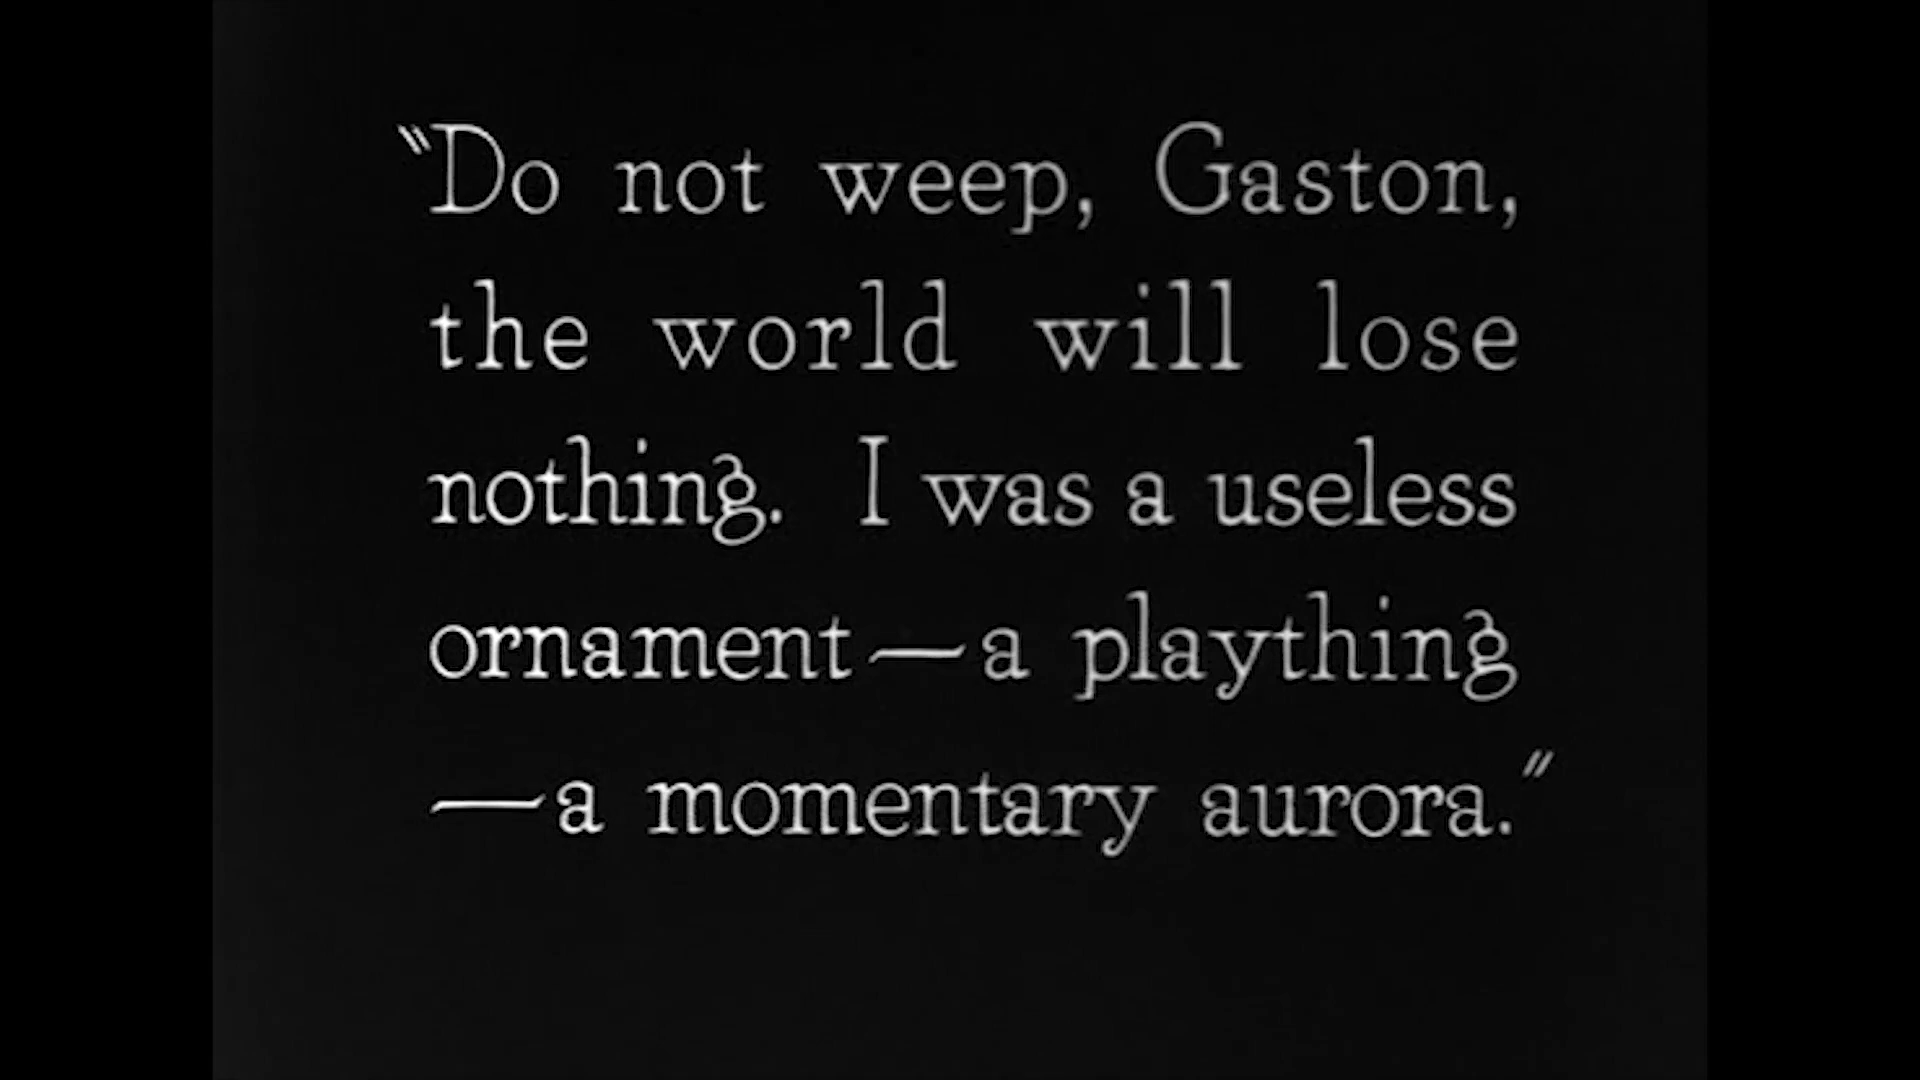 "Do not weep, Gaston,
the world will lose
nothing. I was a useless
ornament—a plaything
—a momentary aurora."